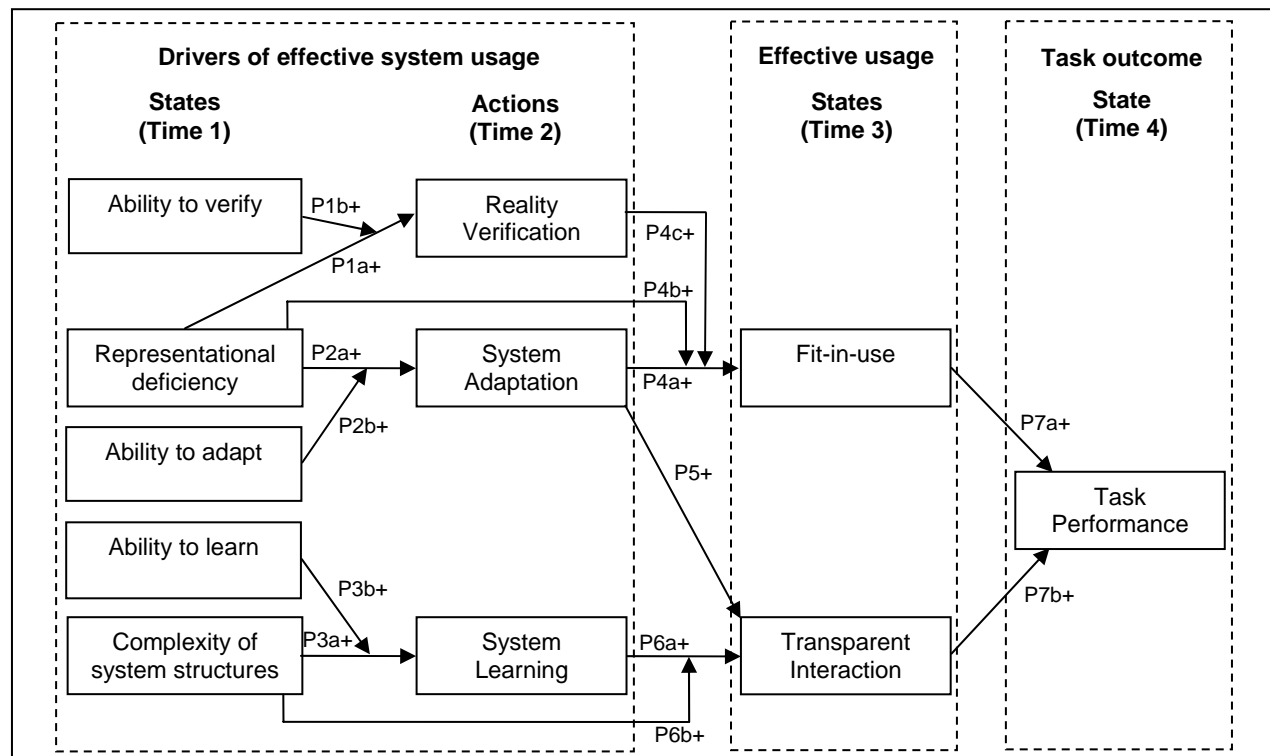 Drivers of effective system usage
Effective usage
Task outcome
States
(Time 1)
Actions
(Time 2)
States
(Time 3)
State
(Time 4)
Ability to verify
P1b+
P1a+
Reality
Verification
P4c+
P4b+
Representational
deficiency
P2a+
P2b+
System
Adaptation
P4a+
Fit-in-use
P7a+
Ability to adapt
P5+
Task
Performance
Ability to learn
P3b+
P7b+
Complexity of
system structures
P3a+
System
Learning
P6a+
P6b+
Transparent
Interaction